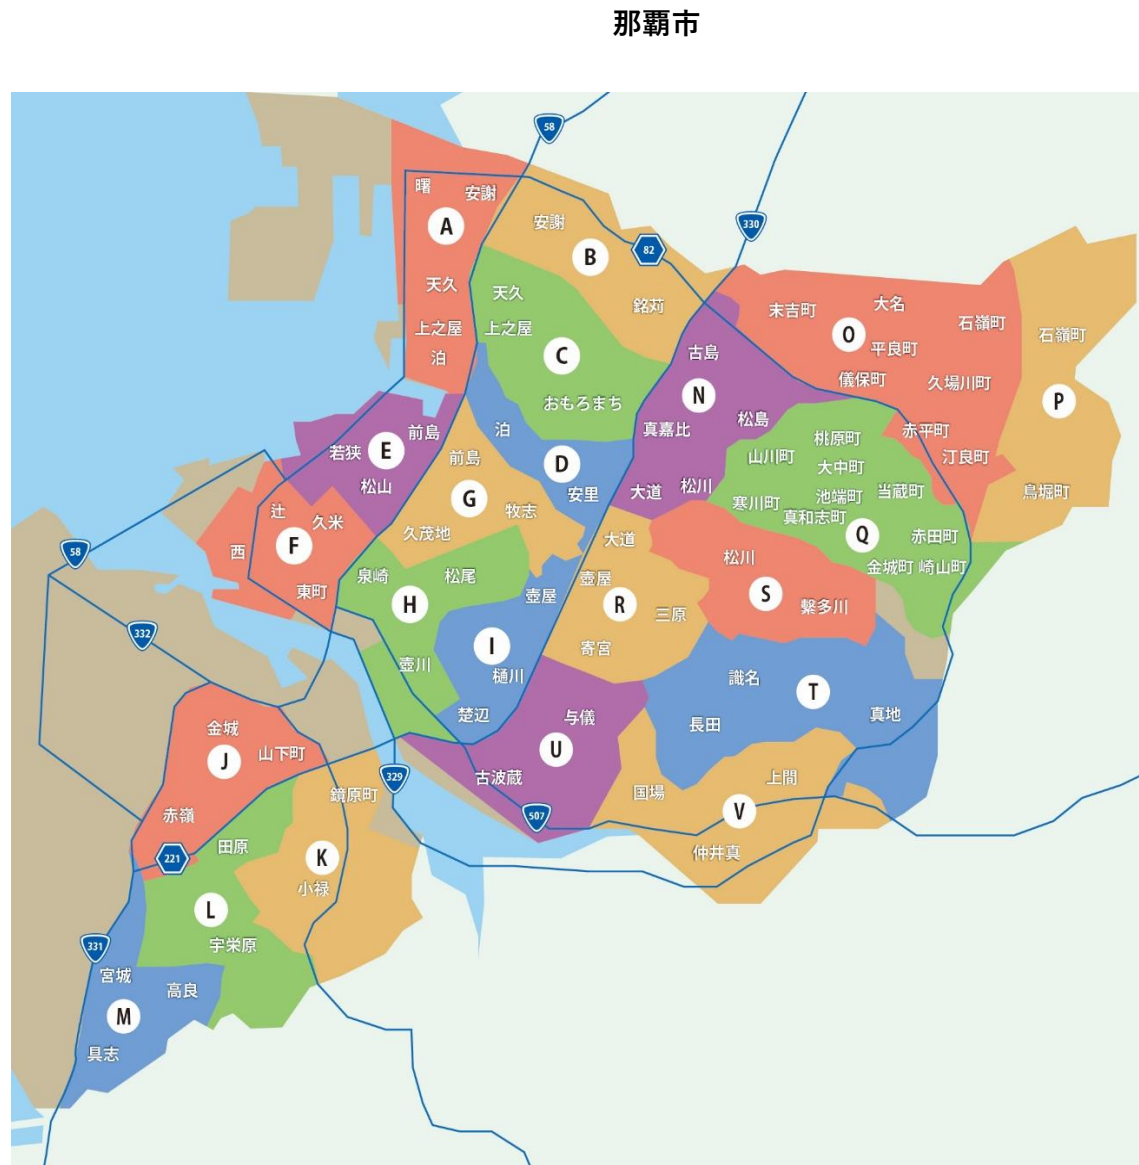 那覇市
58
曙
安謝
A
安謝
B
82
330
天久
天久
銘苅
上之屋
上之屋
泊
C
おもろまち
末吉町
大名
石嶺町
O
平良町
儀保町
久場川町
赤平町
汀良町
石嶺町
P
鳥堀町
古島
N
真嘉比
松島
大道
松川
前島
若狭
E
松山
泊
D
安里
前島
G
牧志
久茂地
桃原町
山川町
大中町
池端町
当蔵町
寒川町
真和志町
Q
赤田町
金城町
崎山町
辻
久米
F
西
東町
58
大道
壺屋
R
三原
寄宮
松川
S
繋多川
泉崎
松尾
H
壺川
壺屋
I
樋川
楚辺
332
識名
T
長田
真地
与儀
U
古波蔵
金城
J
山下町
赤嶺
329
鏡原町
507
国場
上間
V
仲井真
221
田原
K
小禄
L
宇栄原
331
宮城
高良
M
具志